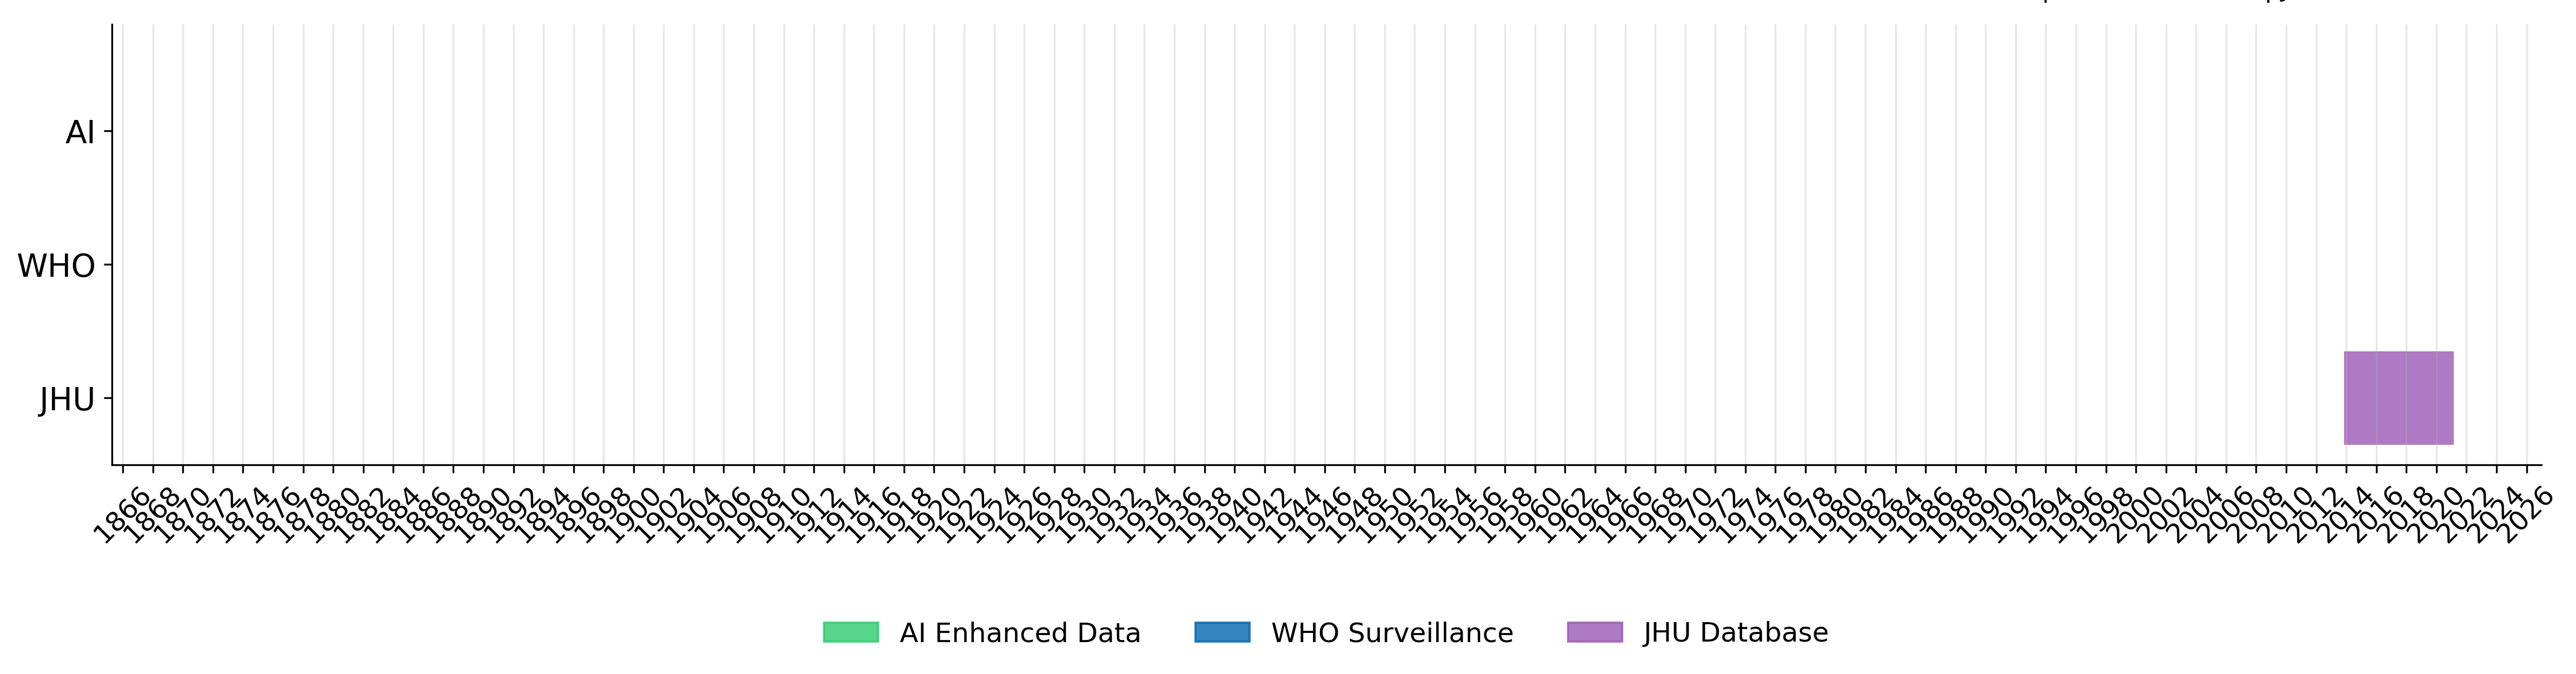 AI
WHO
JHU
1866 1868 1870 1872 1874 1876 1878 1880 1882 1884 1886 1888 1890 1892 1894 1896 1898 1900 1902 1904 1906 1908 1910 1912 1914 1916 1918 1920 1922 1924 1926 1928 1930 1932 1934 1936 1938 1940 1942 1944 1946 1948 1950 1952 1954 1956 1958 1960 1962 1964 1966 1968 1970 1972 1974 1976 1978 1980 1982 1984 1986 1988 1990 1992 1994 1996 1998 2000 2002 2004 2006 2008 2010 2012 2014 2016 2018 2020 2022 2024 2026
AI Enhanced Data WHO Surveillance JHU Database